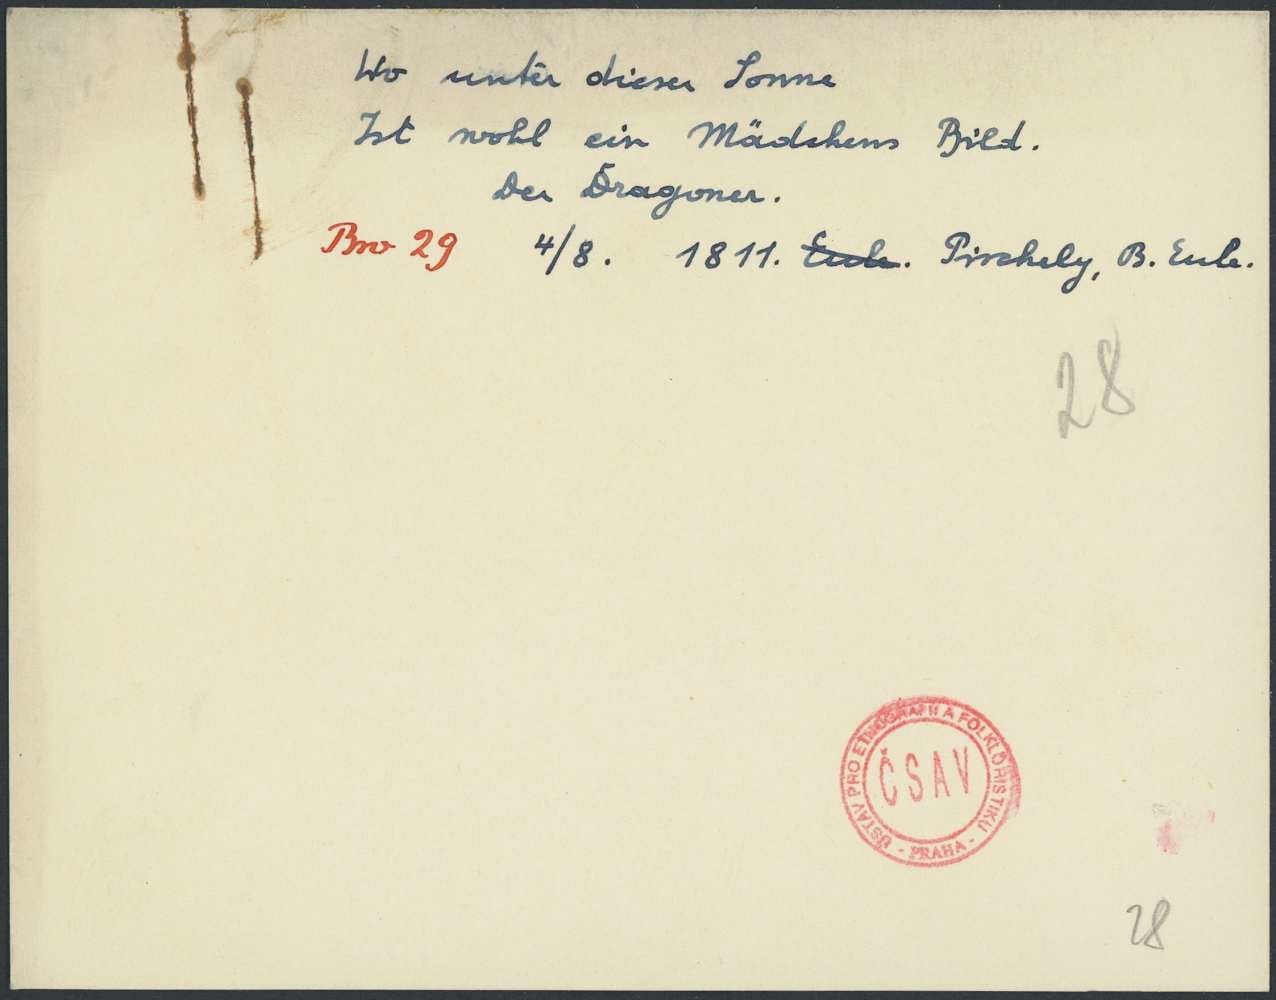 Wo unter dieser Sonne
Ist wohl ein Mädchens Bild.
Der Dragoner.
Bro 29 4/8. 1811. Eule. Pirchely, B. Eule.
28
ÚSTAV PRO ETNOGRAFII A FOLKLORISTIKU - PRAHA -
ČSAV
28